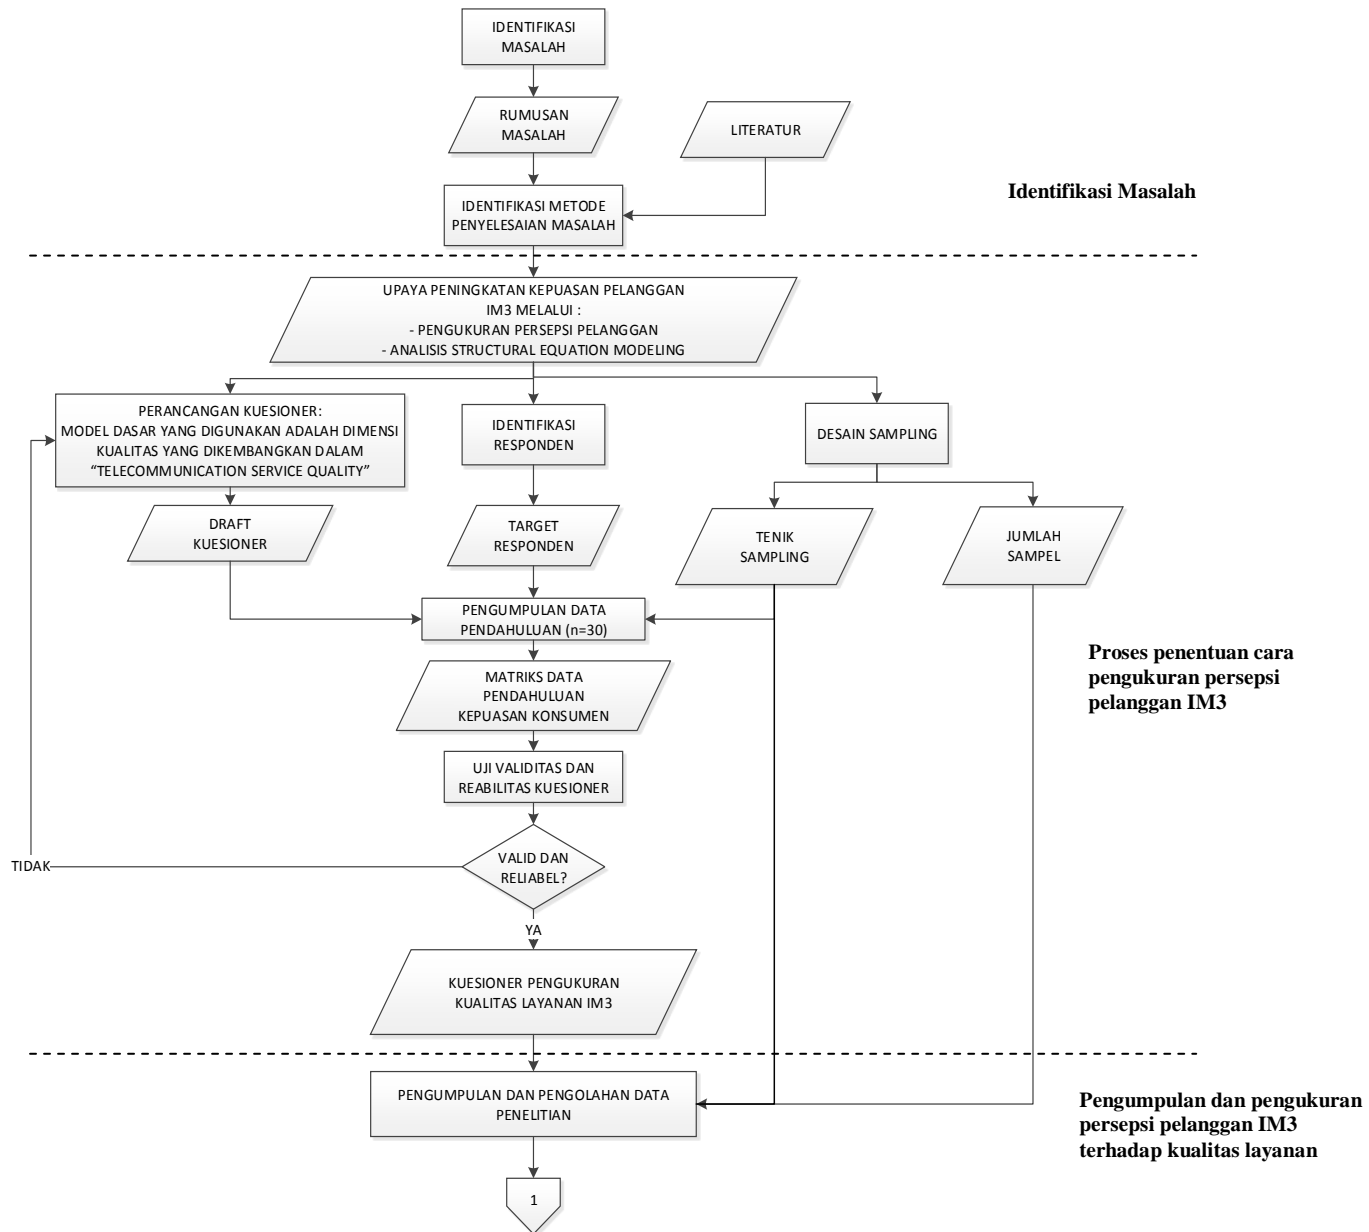 IDENTIFIKASI
MASALAH
RUMUSAN
MASALAH
LITERATUR
IDENTIFIKASI METODE
PENYELESAIAN MASALAH
Identifikasi Masalah
UPAYA PENINGKATAN KEPUASAN PELANGGAN
IM3 MELALUI :
- PENGUKURAN PERSEPSI PELANGGAN
- ANALISIS STRUCTURAL EQUATION MODELING
PERANCANGAN KUESIONER:
MODEL DASAR YANG DIGUNAKAN ADALAH DIMENSI
KUALITAS YANG DIKEMBANGKAN DALAM
“TELECOMMUNICATION SERVICE QUALITY”
IDENTIFIKASI
RESPONDEN
DESAIN SAMPLING
DRAFT
KUESIONER
TARGET
RESPONDEN
TENIK
SAMPLING
JUMLAH
SAMPEL
PENGUMPULAN DATA
PENDAHULUAN (n=30)
MATRIKS DATA
PENDAHULUAN
KEPUASAN KONSUMEN
Proses penentuan cara
pengukuran persepsi
pelanggan IM3
UJI VALIDITAS DAN
REABILITAS KUESIONER
VALID DAN
RELIABEL?
TIDAK
YA
KUESIONER PENGUKURAN
KUALITAS LAYANAN IM3
PENGUMPULAN DAN PENGOLAHAN DATA
PENELITIAN
Pengumpulan dan pengukuran
persepsi pelanggan IM3
terhadap kualitas layanan
1